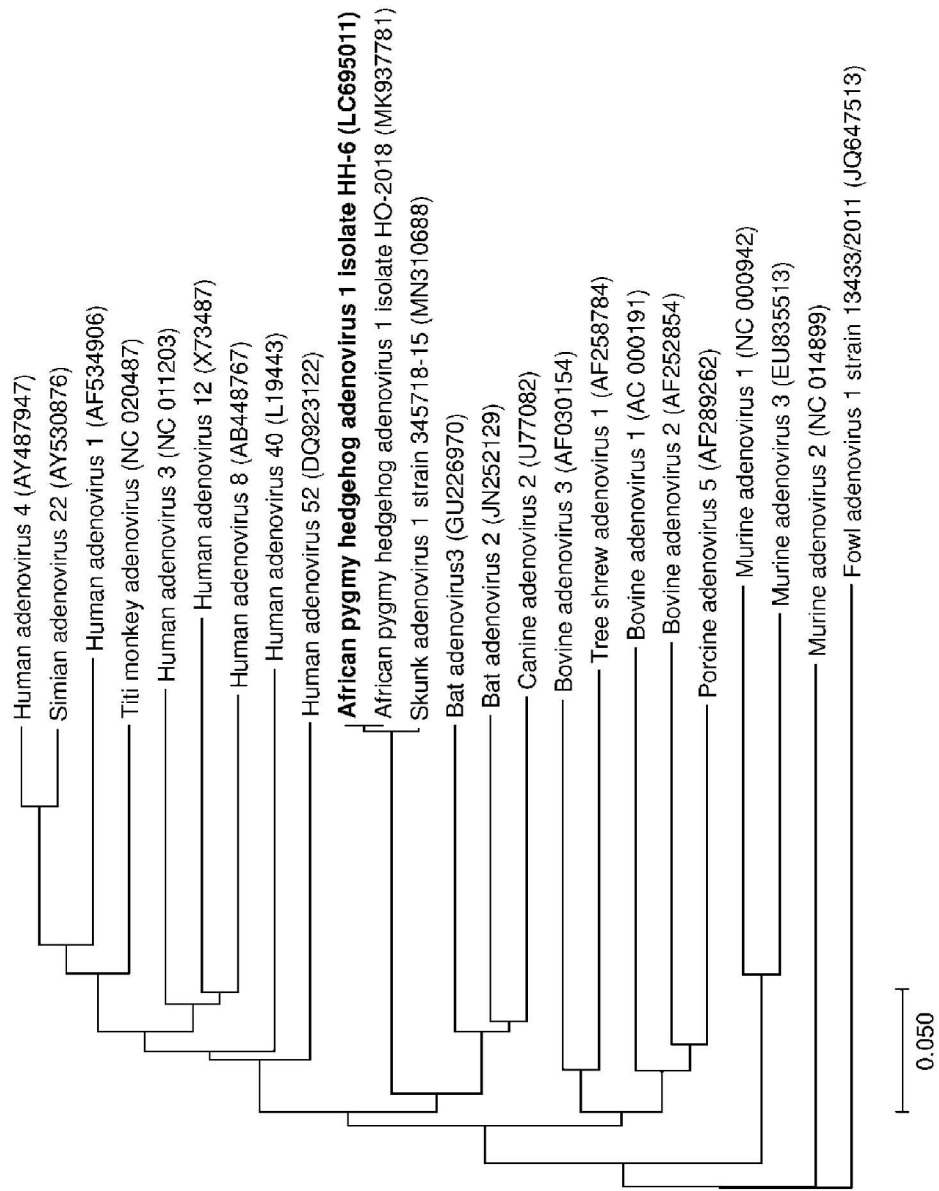 Human adenovirus 4 (AY487947)
Simian adenovirus 22 (AY530876)
Human adenovirus 1 (AF534906)
Titi monkey adenovirus (NC 020487)
Human adenovirus 3 (NC 011203)
Human adenovirus 12 (X73487)
Human adenovirus 8 (AB448767)
Human adenovirus 40 (L19443)
Human adenovirus 52 (DQ923122)
African pygmy hedgehog adenovirus 1 isolate HH-6 (LC695011)
African pygmy hedgehog adenovirus 1 isolate HO-2018 (MK937781)
Skunk adenovirus 1 strain 345718-15 (MN310688)
Bat adenovirus3 (GU226970)
Bat adenovirus 2 (JN252129)
Canine adenovirus 2 (U77082)
Bovine adenovirus 3 (AF030154)
Tree shrew adenovirus 1 (AF258784)
Bovine adenovirus 1 (AC 000191)
Bovine adenovirus 2 (AF252854)
Porcine adenovirus 5 (AF289262)
Murine adenovirus 1 (NC 000942)
Murine adenovirus 3 (EU835513)
Murine adenovirus 2 (NC 014899)
Fowl adenovirus 1 strain 13433/2011 (JQ647513)
0.050